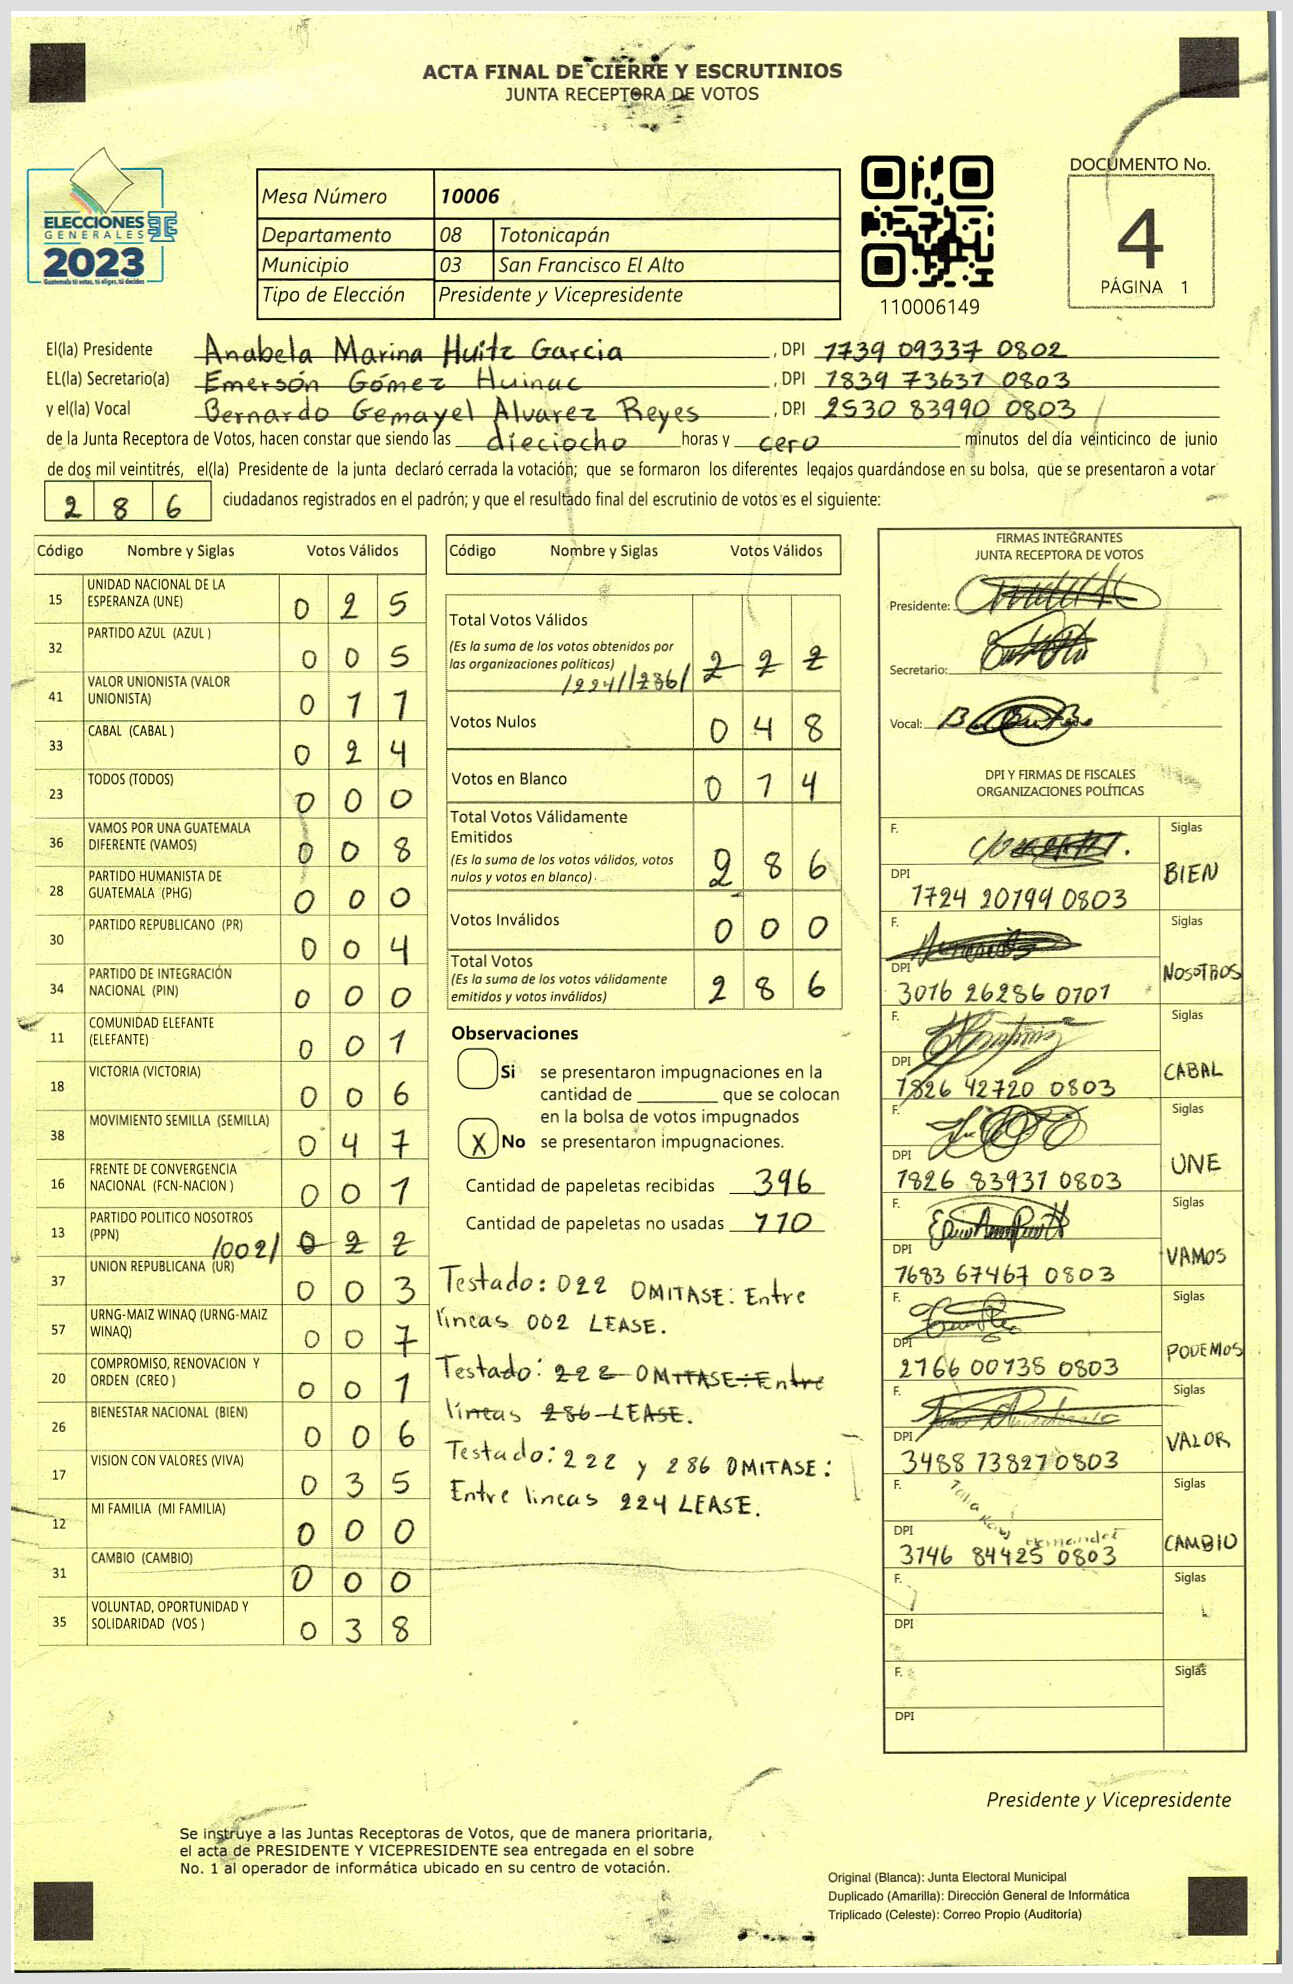 ACTA FINAL DE CIERRE Y ESCRUTINIOS
JUNTA RECEPTORA DE VOTOS
ELECCIONES
GENERALES
2023
Guatemala tú votas, tú eliges, tú decides
Mesa Número 10006
Departamento 08 Totonicapán
Municipio 03 San Francisco El Alto
Tipo de Elección Presidente y Vicepresidente
110006149
DOCUMENTO No.
4
PÁGINA 1
El(la) Presidente Anabela Marina Huitz Garcia, DPI 1739 09337 0802
EL(la) Secretario(a) Emersón Gómez Huinac, DPI 1839 73637 0803
y el(la) Vocal Bernardo Gemayel Alvarez Reyes, DPI 2530 83990 0803
de la Junta Receptora de Votos, hacen constar que siendo las dieciocho horas y cero minutos del día veinticinco de junio
de dos mil veintitrés, el(la) Presidente de la junta declaró cerrada la votación; que se formaron los diferentes legajos guardándose en su bolsa, que se presentaron a votar
286 ciudadanos registrados en el padrón; y que el resultado final del escrutinio de votos es el siguiente:
Código Nombre y Siglas Votos Válidos
15 UNIDAD NACIONAL DE LA
ESPERANZA (UNE) 0 2 5
32 PARTIDO AZUL (AZUL ) 0 0 5
41 VALOR UNIONISTA (VALOR
UNIONISTA) 0 1 1
33 CABAL (CABAL ) 0 2 4
23 TODOS (TODOS) 0 0 0
36 VAMOS POR UNA GUATEMALA
DIFERENTE (VAMOS) 0 0 8
28 PARTIDO HUMANISTA DE
GUATEMALA (PHG) 0 0 0
30 PARTIDO REPUBLICANO (PR) 0 0 4
34 PARTIDO DE INTEGRACIÓN
NACIONAL (PIN) 0 0 0
11 COMUNIDAD ELEFANTE
(ELEFANTE) 0 0 1
18 VICTORIA (VICTORIA) 0 0 6
38 MOVIMIENTO SEMILLA (SEMILLA) 0 4 7
16 FRENTE DE CONVERGENCIA
NACIONAL (FCN-NACION ) 0 0 1
13 PARTIDO POLITICO NOSOTROS
(PPN) /002/ 0 2 2
37 UNION REPUBLICANA (UR) 0 0 3
57 URNG-MAIZ WINAQ (URNG-MAIZ
WINAQ) 0 0 7
20 COMPROMISO, RENOVACION Y
ORDEN (CREO ) 0 0 1
26 BIENESTAR NACIONAL (BIEN) 0 0 6
17 VISION CON VALORES (VIVA) 0 3 5
12 MI FAMILIA (MI FAMILIA) 0 0 0
31 CAMBIO (CAMBIO) 0 0 0
35 VOLUNTAD, OPORTUNIDAD Y
SOLIDARIDAD (VOS ) 0 3 8
Código Nombre y Siglas Votos Válidos
Total Votos Válidos
(Es la suma de los votos obtenidos por
las organizaciones políticas) 2 2 2
/224//286/
Votos Nulos 0 4 8
Votos en Blanco 0 1 4
Total Votos Válidamente
Emitidos
(Es la suma de los votos válidos, votos
nulos y votos en blanco) 2 8 6
Votos Inválidos 0 0 0
Total Votos
(Es la suma de los votos válidamente
emitidos y votos inválidos) 2 8 6
Observaciones
Si se presentaron impugnaciones en la
cantidad de ________ que se colocan
en la bolsa de votos impugnados
X No se presentaron impugnaciones.
Cantidad de papeletas recibidas 396
Cantidad de papeletas no usadas 110
Testado: 022 OMITASE: Entre
líneas 002 LEASE.
Testado: 222 OMITASE: Entre
líneas 286 LEASE.
Testado: 222 y 286 OMITASE:
Entre lineas 224 LEASE.
FIRMAS INTEGRANTES
JUNTA RECEPTORA DE VOTOS
Presidente:
Secretario:
Vocal:
DPI Y FIRMAS DE FISCALES
ORGANIZACIONES POLÍTICAS
F. Siglas
DPI 1724 20799 0803 BIEN
F. Siglas
DPI 3016 26286 0701 NOSOTROS
F. Siglas
DPI 1826 42720 0803 CABAL
F. Siglas
DPI 1826 83937 0803 UNE
F. Siglas
DPI 1683 67467 0803 VAMOS
F. Siglas
DPI 2766 00735 0803 PODEMOS
F. Siglas
DPI 3488 73827 0803 VALOR
F. Siglas
Hernandez
DPI 3146 84425 0803 CAMBIO
F. Siglas
DPI
F. Siglas
DPI
Presidente y Vicepresidente
Se instruye a las Juntas Receptoras de Votos, que de manera prioritaria,
el acta de PRESIDENTE Y VICEPRESIDENTE sea entregada en el sobre
No. 1 al operador de informática ubicado en su centro de votación.
Original (Blanca): Junta Electoral Municipal
Duplicado (Amarilla): Dirección General de Informática
Triplicado (Celeste): Correo Propio (Auditoría)